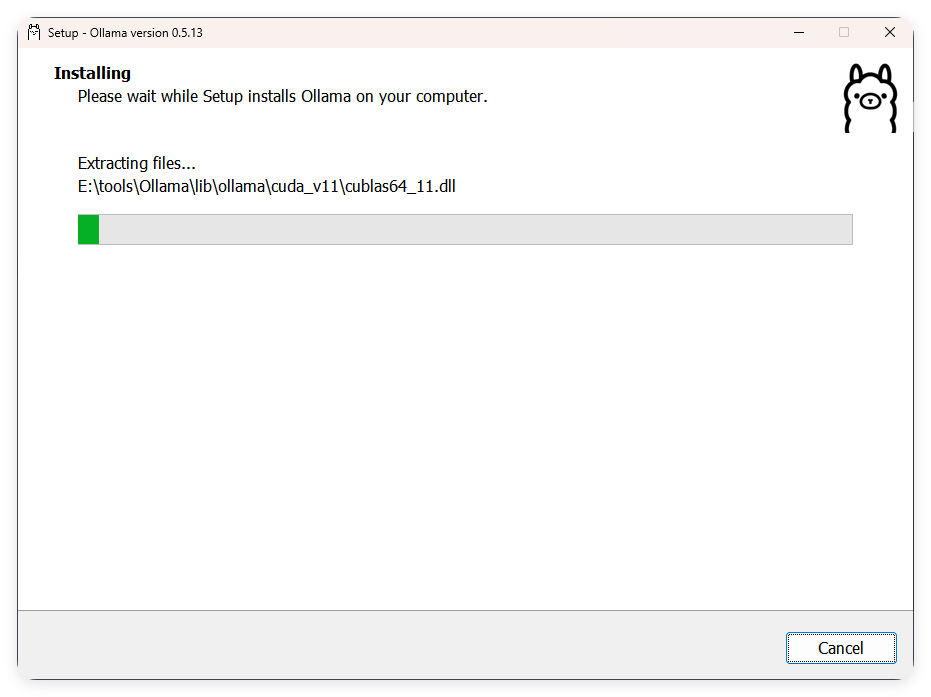 Setup - Ollama version 0.5.13
Installing
Please wait while Setup installs Ollama on your computer.
Extracting files...
E:\tools\Ollama\lib\ollama\cuda_v11\cublas64_11.dll
Cancel